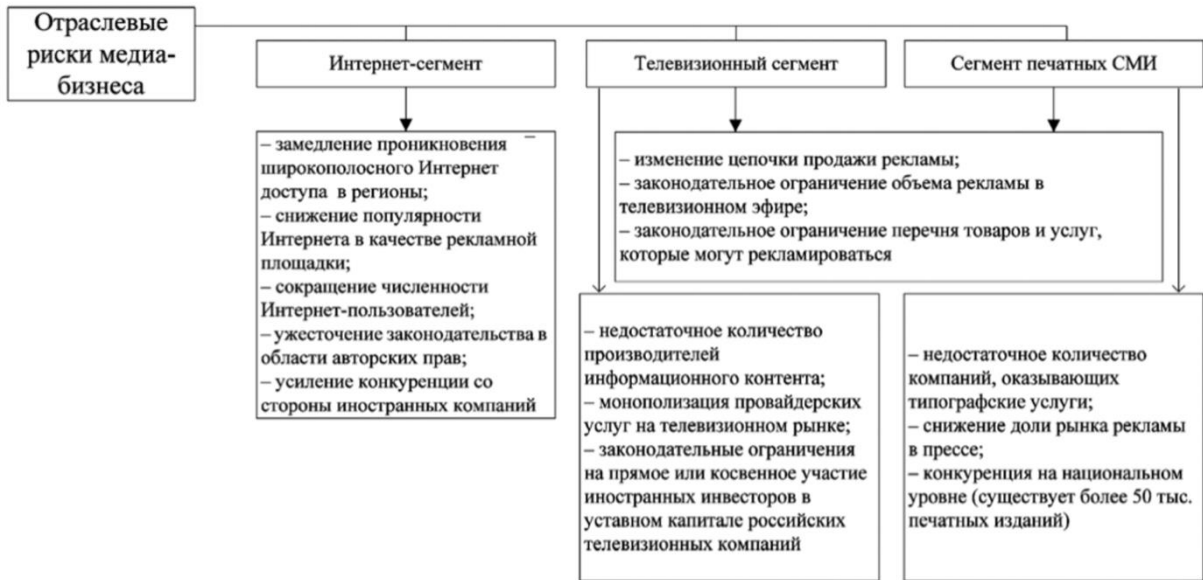 Отраслевые
риски медиа-
бизнеса
Интернет-сегмент
Телевизионный сегмент
Сегмент печатных СМИ
– замедление проникновения
широкополосного Интернет
доступа в регионы;
– снижение популярности
Интернета в качестве рекламной
площадки;
– сокращение численности
Интернет-пользователей;
– ужесточение законодательства в
области авторских прав;
– усиление конкуренции со
стороны иностранных компаний
– изменение цепочки продажи рекламы;
– законодательное ограничение объема рекламы в
телевизионном эфире;
– законодательное ограничение перечня товаров и услуг,
которые могут рекламироваться
– недостаточное количество
производителей
информационного контента;
– монополизация провайдерских
услуг на телевизионном рынке;
– законодательные ограничения
на прямое или косвенное участие
иностранных инвесторов в
уставном капитале российских
телевизионных компаний
– недостаточное количество
компаний, оказывающих
типографские услуги;
– снижение доли рынка рекламы
в прессе;
– конкуренция на национальном
уровне (существует более 50 тыс.
печатных изданий)